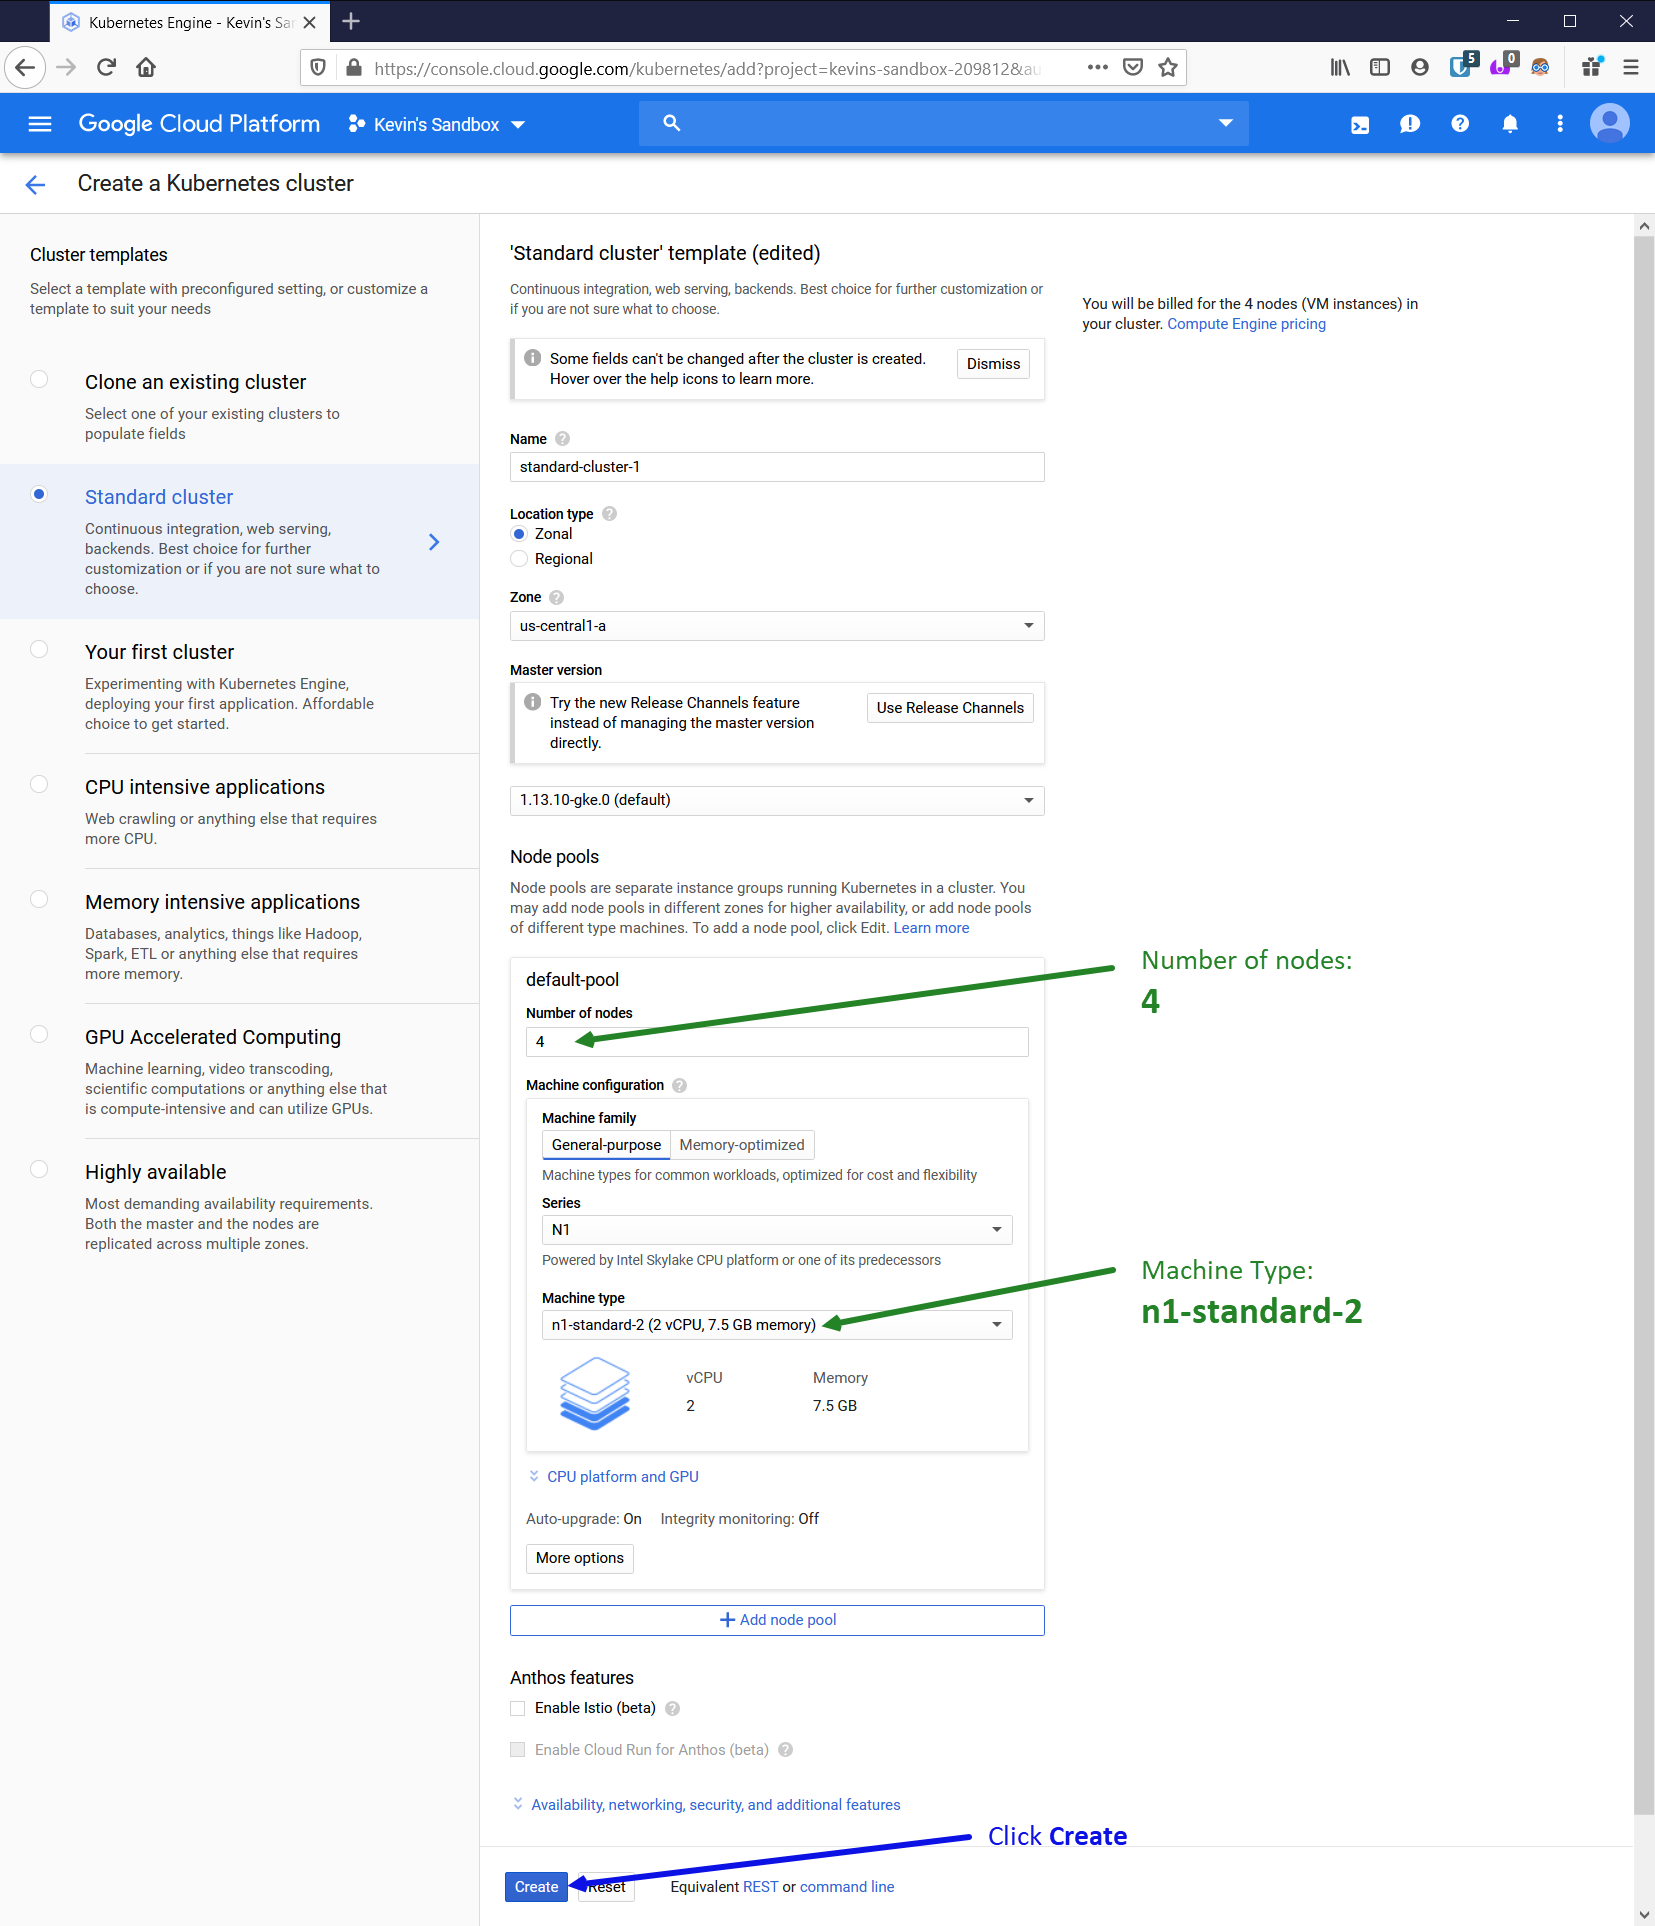 Kubernetes Engine - Kevin's Sa
https://console.cloud.google.com/kubernetes/add?project=kevins-sandbox-209812&au
5
0
Google Cloud Platform
Kevin's Sandbox
Create a Kubernetes cluster
Cluster templates
Select a template with preconfigured setting, or customize a
template to suit your needs
Clone an existing cluster
Select one of your existing clusters to
populate fields
Standard cluster
Continuous integration, web serving,
backends. Best choice for further
customization or if you are not sure what to
choose.
Your first cluster
Experimenting with Kubernetes Engine,
deploying your first application. Affordable
choice to get started.
CPU intensive applications
Web crawling or anything else that requires
more CPU.
Memory intensive applications
Databases, analytics, things like Hadoop,
Spark, ETL or anything else that requires
more memory.
GPU Accelerated Computing
Machine learning, video transcoding,
scientific computations or anything else that
is compute-intensive and can utilize GPUs.
Highly available
Most demanding availability requirements.
Both the master and the nodes are
replicated across multiple zones.
'Standard cluster' template (edited)
Continuous integration, web serving, backends. Best choice for further customization or
if you are not sure what to choose.
Some fields can't be changed after the cluster is created.
Hover over the help icons to learn more.
Dismiss
You will be billed for the 4 nodes (VM instances) in
your cluster. Compute Engine pricing
Name
standard-cluster-1
Location type
Zonal
Regional
Zone
us-central1-a
Master version
Try the new Release Channels feature
instead of managing the master version
directly.
Use Release Channels
1.13.10-gke.0 (default)
Node pools
Node pools are separate instance groups running Kubernetes in a cluster. You
may add node pools in different zones for higher availability, or add node pools
of different type machines. To add a node pool, click Edit. Learn more
default-pool
Number of nodes
4
Number of nodes:
4
Machine configuration
Machine family
General-purpose
Memory-optimized
Machine types for common workloads, optimized for cost and flexibility
Series
N1
Powered by Intel Skylake CPU platform or one of its predecessors
Machine type
n1-standard-2 (2 vCPU, 7.5 GB memory)
Machine Type:
n1-standard-2
vCPU
Memory
2
7.5 GB
CPU platform and GPU
Auto-upgrade: On
Integrity monitoring: Off
More options
Add node pool
Anthos features
Enable Istio (beta)
Enable Cloud Run for Anthos (beta)
Availability, networking, security, and additional features
Click Create
Create
Reset
Equivalent REST or command line